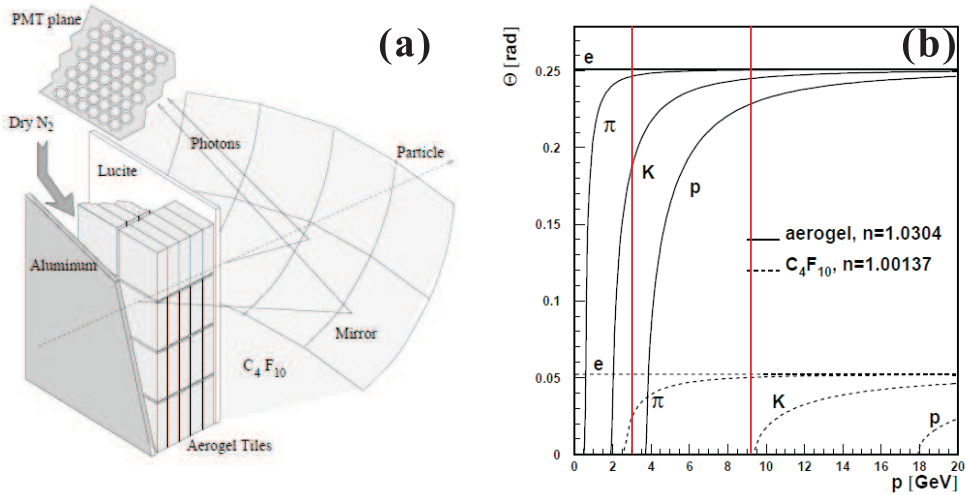 PMT plane
(a)
Dry N₂
Photons
Particle
Lucite
Aluminum
Mirror
C₄ F₁₀
Aerogel Tiles
(b)
Θ [rad]
e
0.25
π
0.2
K
p
0.15
aerogel, n=1.0304
C₄F₁₀, n=1.00137
0.1
e
0.05
π
K
p
0
0 2 4 6 8 10 12 14 16 18 20
p [GeV]